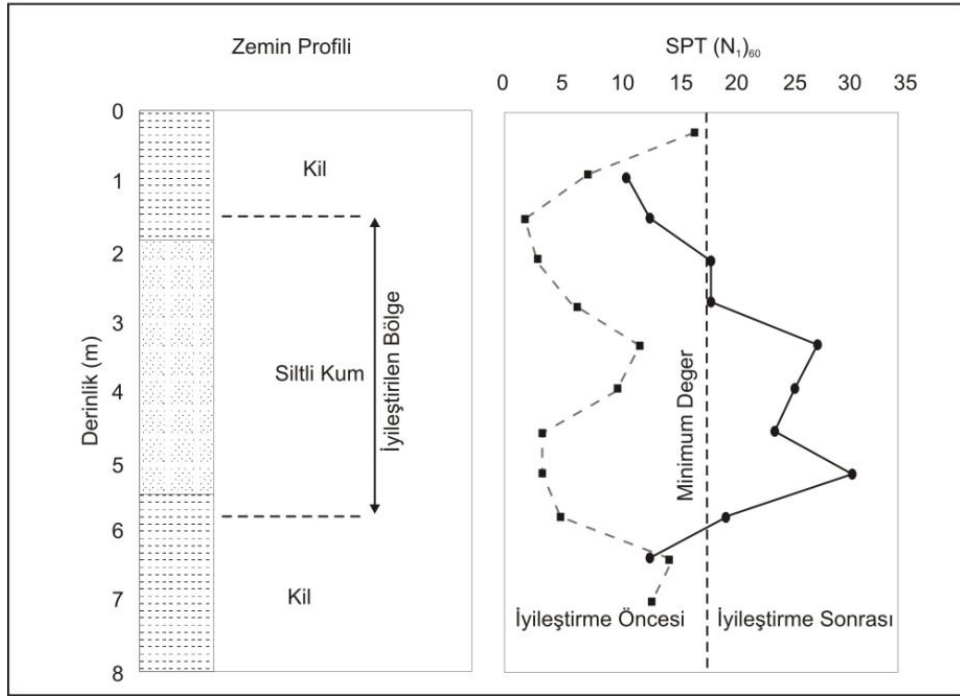 Zemin Profili
SPT (N₁)₆₀
0 5 10 15 20 25 30 35
0
1
2
3
4
5
6
7
8
Derinlik (m)
Kil
Siltli Kum
Kil
İyileştirilen Bölge
Minimum Deger
İyileştirme Öncesi
İyileştirme Sonrası